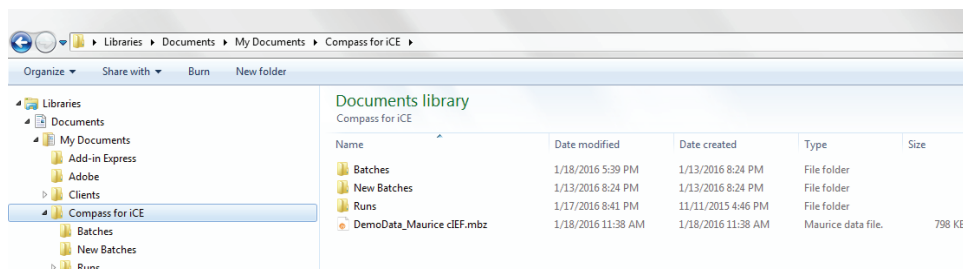 Libraries Documents My Documents Compass for iCE
Organize Share with Burn New folder
Libraries
Documents
My Documents
Add-in Express
Adobe
Clients
Compass for iCE
Batches
New Batches
Runs
Documents library
Compass for iCE
Name Date modified Date created Type Size
Batches 1/18/2016 5:39 PM 1/13/2016 8:24 PM File folder
New Batches 1/13/2016 8:24 PM 1/13/2016 8:24 PM File folder
Runs 1/17/2016 8:41 PM 11/11/2015 4:46 PM File folder
DemoData_Maurice cIEF.mbz 1/18/2016 11:38 AM 1/18/2016 11:38 AM Maurice data file. 798 KB